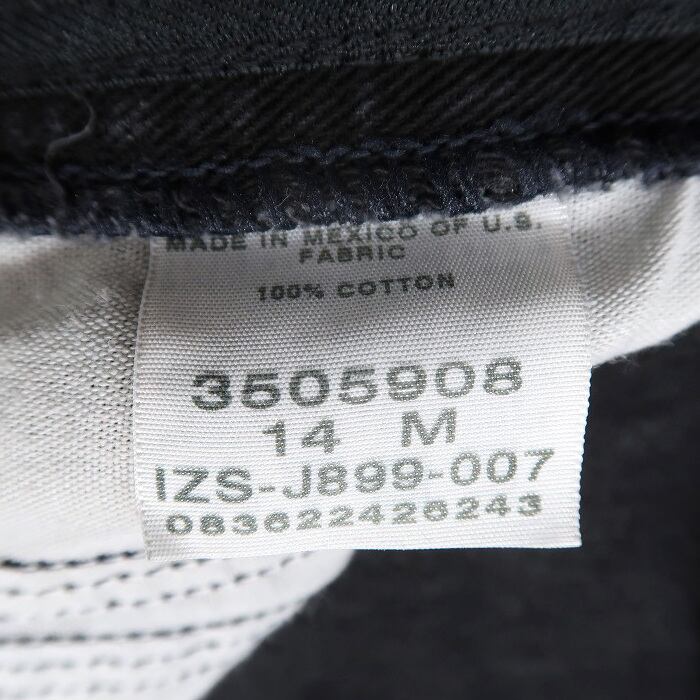 MADE IN MEXICO OF U.S.
FABRIC
100% COTTON
3505908
14 M
IZS-J899-007
083622426243